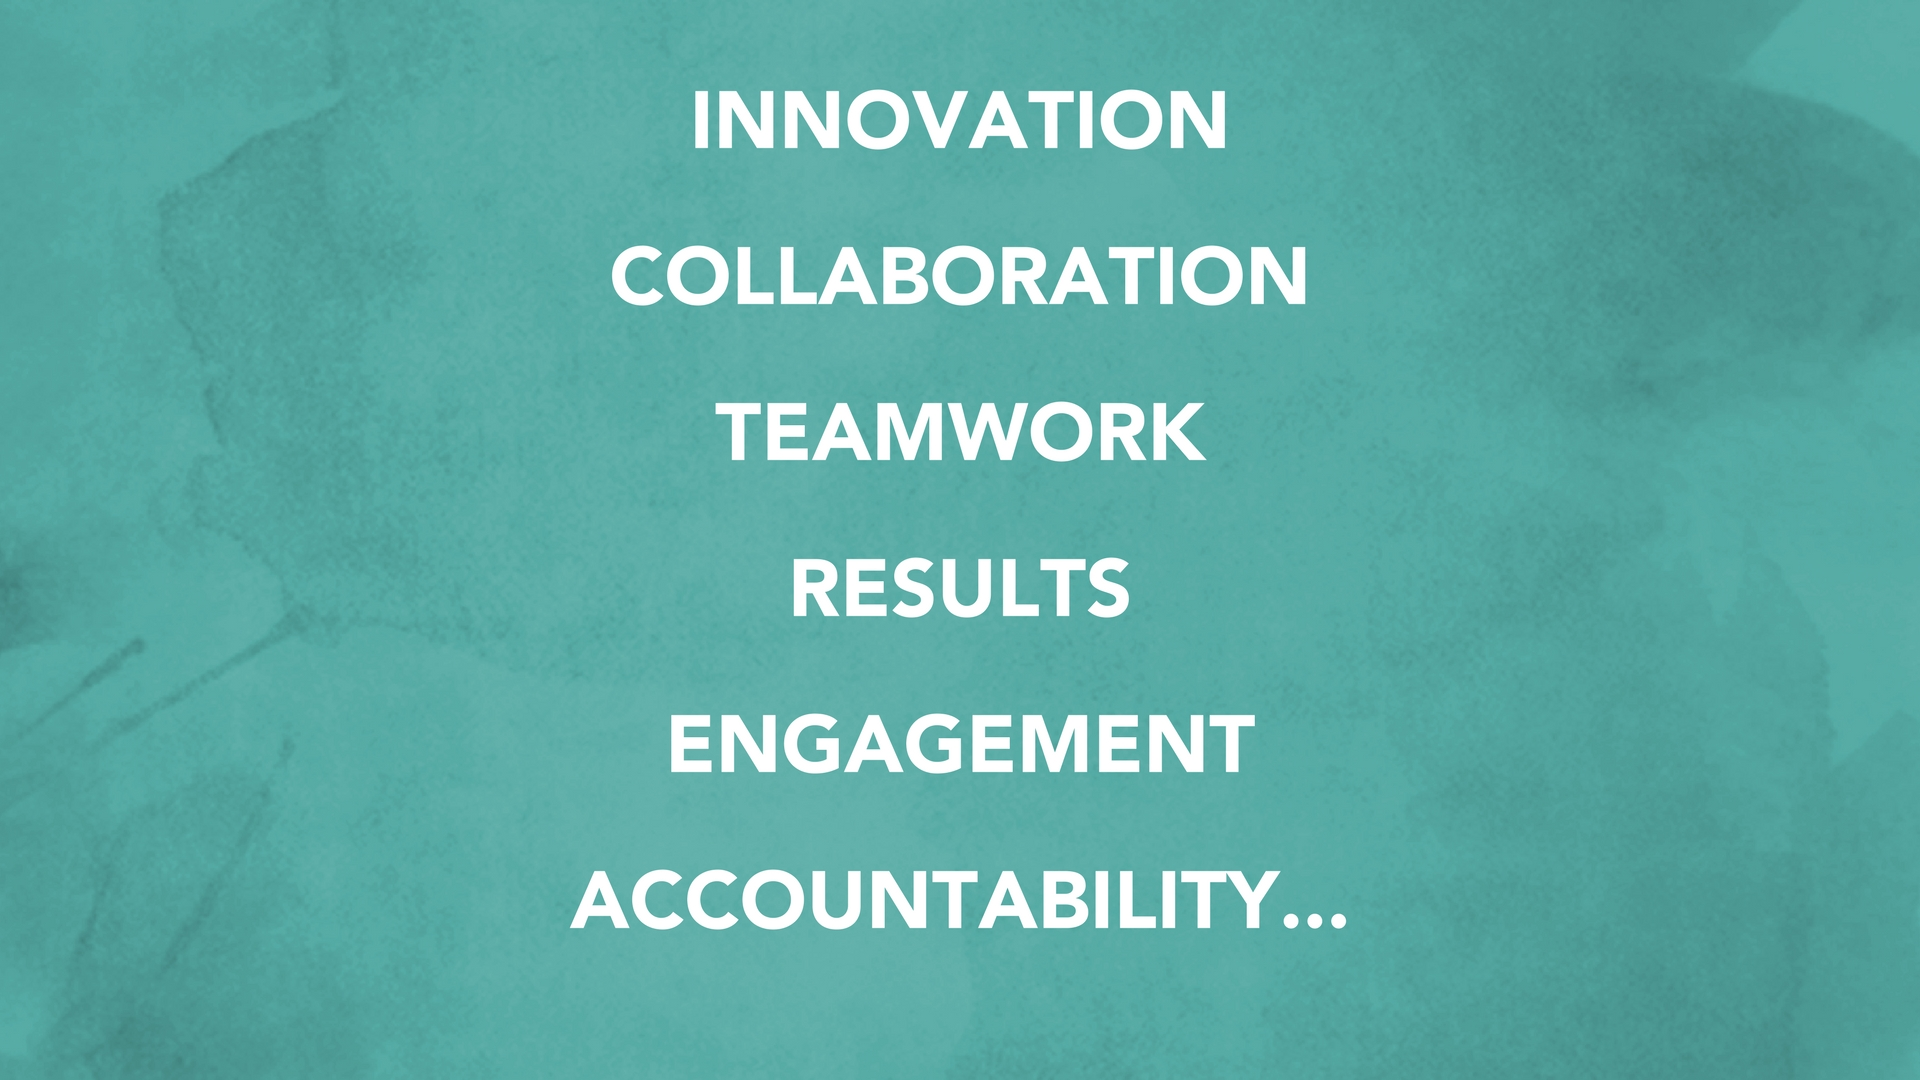 INNOVATION
COLLABORATION
TEAMWORK
RESULTS
ENGAGEMENT
ACCOUNTABILITY...